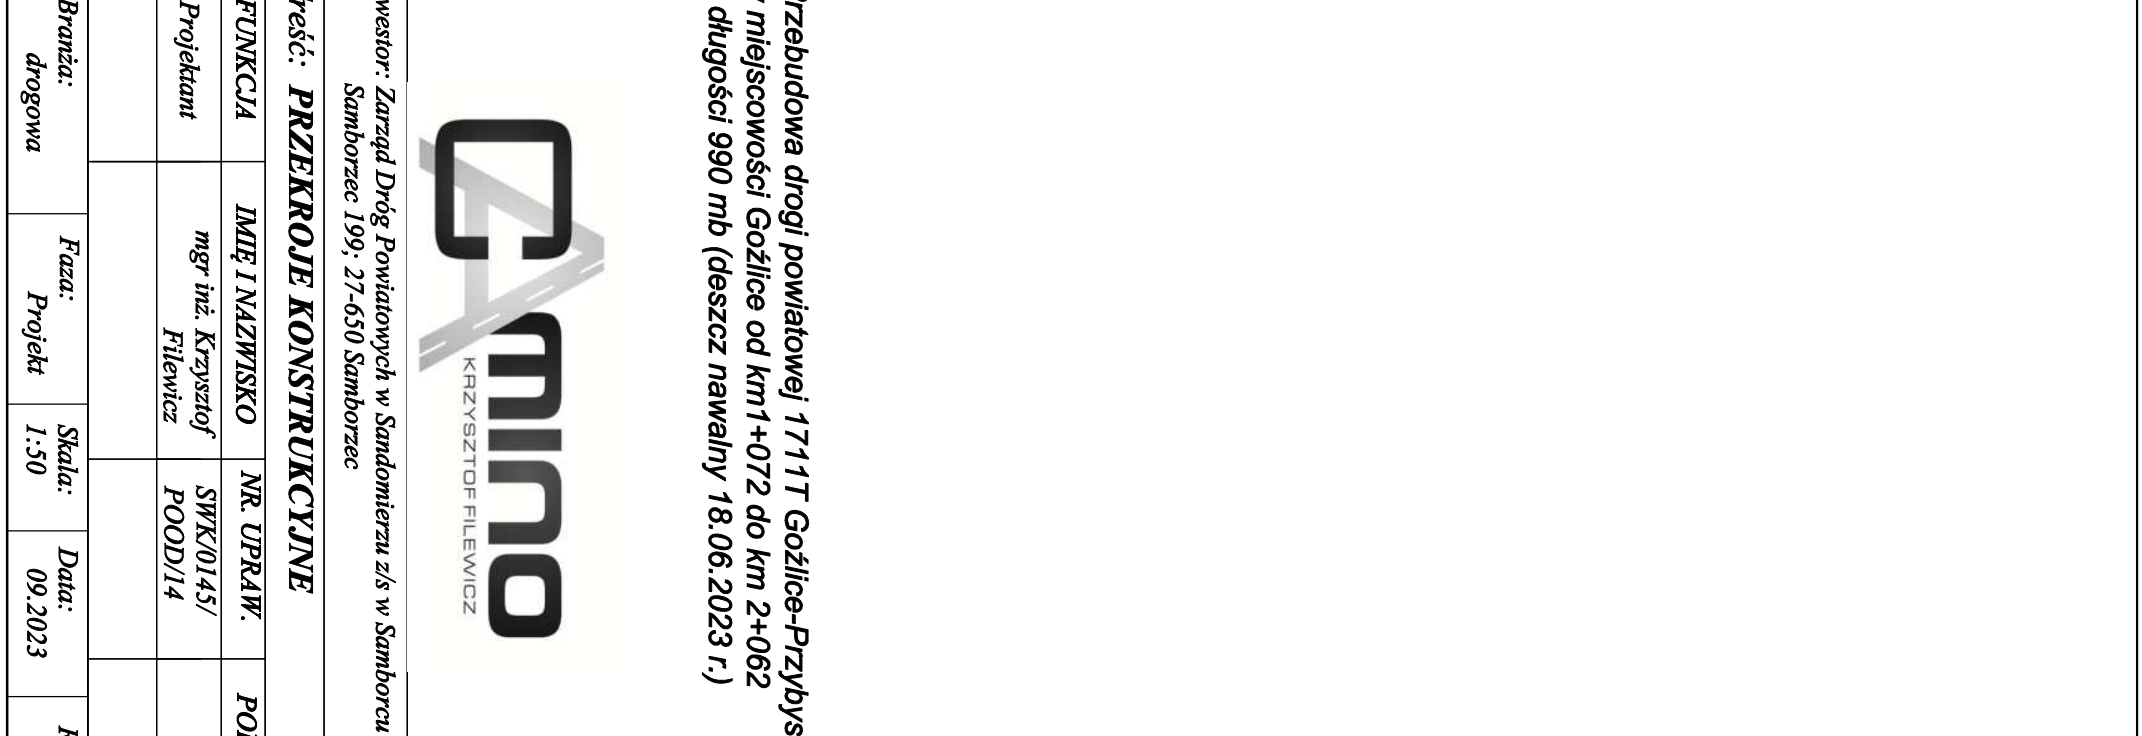 rzebudowa drogi powiatowej 1711T Goźlice-Przybys
miejscowości Goźlice od km1+072 do km 2+062
długości 990 mb (deszcz nawalny 18.06.2023 r.)
CAmino
KRZYSZTOF FILEWICZ
westor: Zarząd Dróg Powiatowych w Sandomierzu z/s w Samborcu
Samborzec 199; 27-650 Samborzec
reść: PRZEKROJE KONSTRUKCYJNE
FUNKCJA IMIĘ I NAZWISKO NR. UPRAW. PO
Projektant mgr inż. Krzysztof Filewicz SWK/0145/POOD/14
Branża: Faza: Skala: Data:
drogowa Projekt 1:50 09.2023